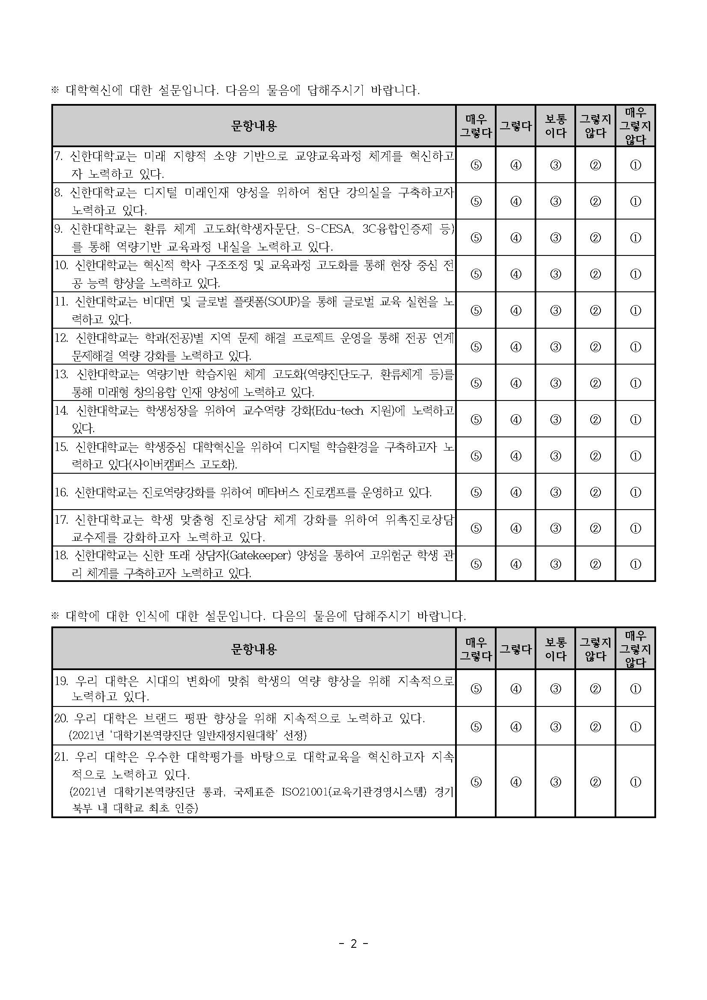 ※ 대학혁신에 대한 설문입니다. 다음의 물음에 답해주시기 바랍니다.
문항내용
매우
그렇다
그렇다
보통
이다
그렇지
않다
매우
그렇지
않다
7. 신한대학교는 미래 지향적 소양 기반으로 교양교육과정 체계를 혁신하고
자 노력하고 있다.
⑤ ④ ③ ② ①
8. 신한대학교는 디지털 미래인재 양성을 위하여 첨단 강의실을 구축하고자
노력하고 있다.
⑤ ④ ③ ② ①
9. 신한대학교는 환류 체계 고도화(학생자문단, S-CESA, 3C융합인증제 등)
를 통해 역량기반 교육과정 내실을 노력하고 있다.
⑤ ④ ③ ② ①
10. 신한대학교는 혁신적 학사 구조조정 및 교육과정 고도화를 통해 현장 중심 전
공 능력 향상을 노력하고 있다.
⑤ ④ ③ ② ①
11. 신한대학교는 비대면 및 글로벌 플랫폼(SOUP)을 통해 글로벌 교육 실현을 노
력하고 있다.
⑤ ④ ③ ② ①
12. 신한대학교는 학과(전공)별 지역 문제 해결 프로젝트 운영을 통해 전공 연계
문제해결 역량 강화를 노력하고 있다.
⑤ ④ ③ ② ①
13. 신한대학교는 역량기반 학습지원 체계 고도화(역량진단도구, 환류체계 등)를
통해 미래형 창의융합 인재 양성에 노력하고 있다.
⑤ ④ ③ ② ①
14. 신한대학교는 학생성장을 위하여 교수역량 강화(Edu-tech 지원)에 노력하고
있다.
⑤ ④ ③ ② ①
15. 신한대학교는 학생중심 대학혁신을 위하여 디지털 학습환경을 구축하고자 노
력하고 있다(사이버캠퍼스 고도화).
⑤ ④ ③ ② ①
16. 신한대학교는 진로역량강화를 위하여 메타버스 진로캠프를 운영하고 있다.
⑤ ④ ③ ② ①
17. 신한대학교는 학생 맞춤형 진로상담 체계 강화를 위하여 위촉진로상담
교수제를 강화하고자 노력하고 있다.
⑤ ④ ③ ② ①
18. 신한대학교는 신한 또래 상담자(Gatekeeper) 양성을 통하여 고위험군 학생 관
리 체계를 구축하고자 노력하고 있다.
⑤ ④ ③ ② ①
※ 대학에 대한 인식에 대한 설문입니다. 다음의 물음에 답해주시기 바랍니다.
문항내용
매우
그렇다
그렇다
보통
이다
그렇지
않다
매우
그렇지
않다
19. 우리 대학은 시대의 변화에 맞춰 학생의 역량 향상을 위해 지속적으로
노력하고 있다.
⑤ ④ ③ ② ①
20. 우리 대학은 브랜드 평판 향상을 위해 지속적으로 노력하고 있다.
(2021년 ‘대학기본역량진단 일반재정지원대학’ 선정)
⑤ ④ ③ ② ①
21. 우리 대학은 우수한 대학평가를 바탕으로 대학교육을 혁신하고자 지속
적으로 노력하고 있다.
(2021년 대학기본역량진단 통과, 국제표준 ISO21001(교육기관경영시스템) 경기
북부 내 대학교 최초 인증)
⑤ ④ ③ ② ①
- 2 -